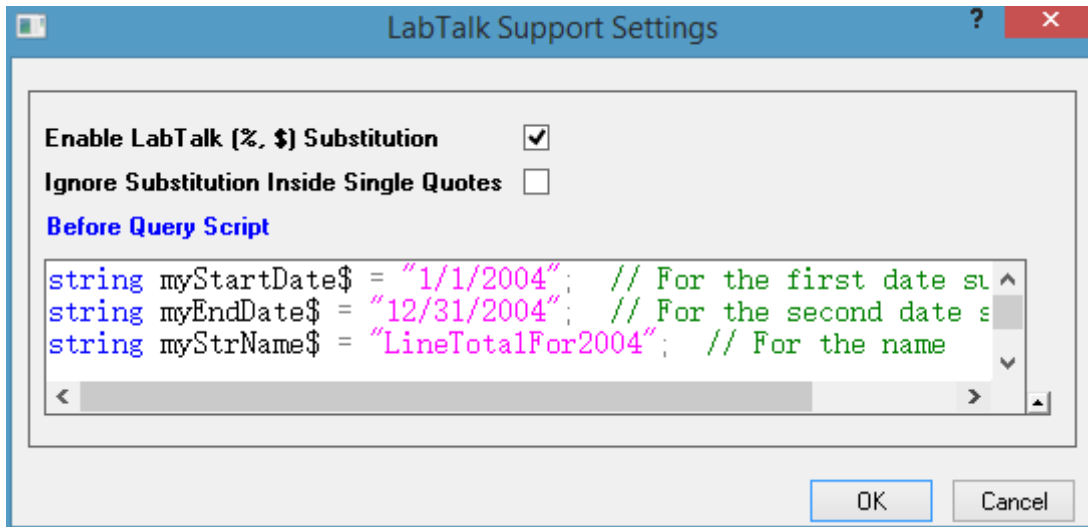 LabTalk Support Settings
?
Enable LabTalk (%, $) Substitution
Ignore Substitution Inside Single Quotes
Before Query Script
string myStartDate$ = "1/1/2004";  // For the first date
string myEndDate$ = "12/31/2004";  // For the second date
string myStrName$ = "LineTotalFor2004";  // For the name
OK
Cancel